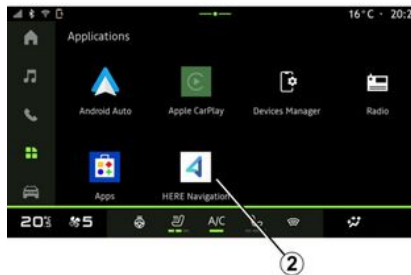 16°C · 20:2
Applications
Android Auto
Apple CarPlay
Devices Manager
Radio
Apps
HERE Navigation
20
5
A/C
2